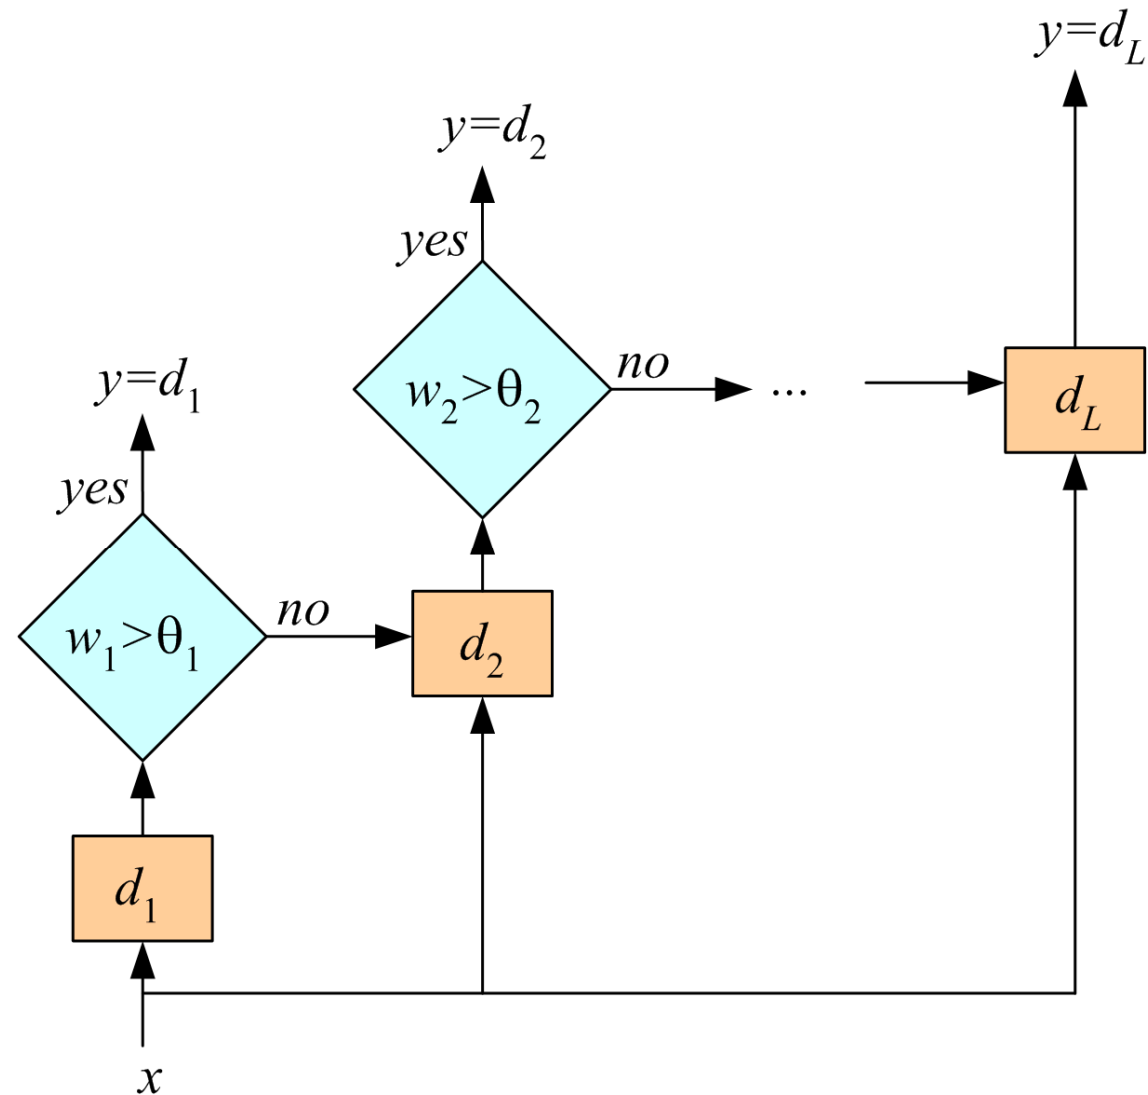 y=d_L
y=d_2
yes
no
w_2>θ_2
...
d_L
y=d_1
yes
no
w_1>θ_1
d_2
d_1
x